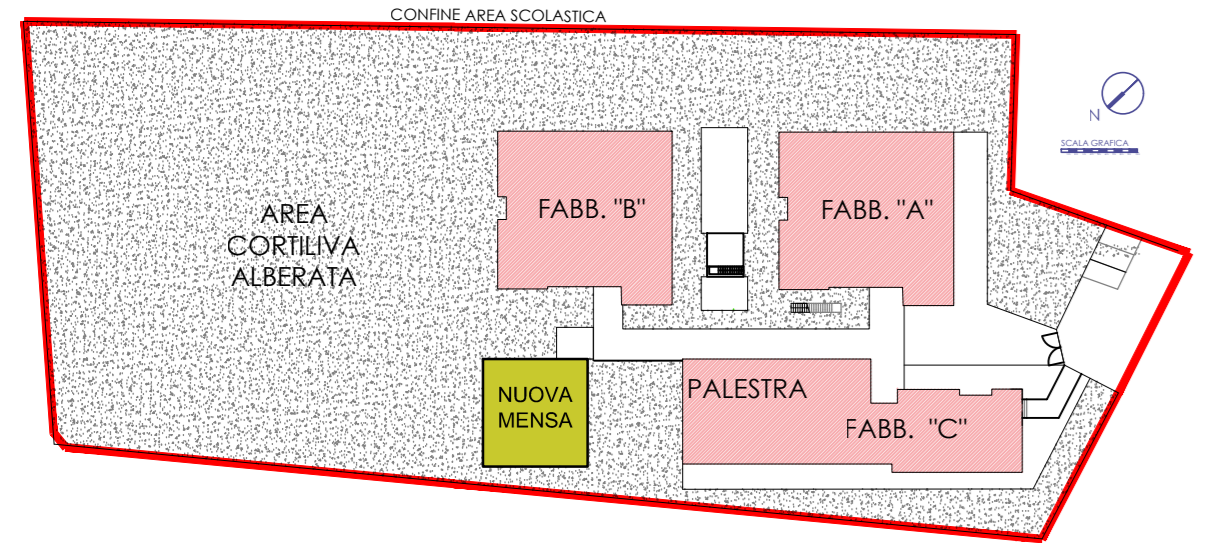 CONFINE AREA SCOLASTICA
N
SCALA GRAFICA
AREA
CORTILIVA
ALBERATA
FABB. "B"
FABB. "A"
NUOVA
MENSA
PALESTRA
FABB. "C"